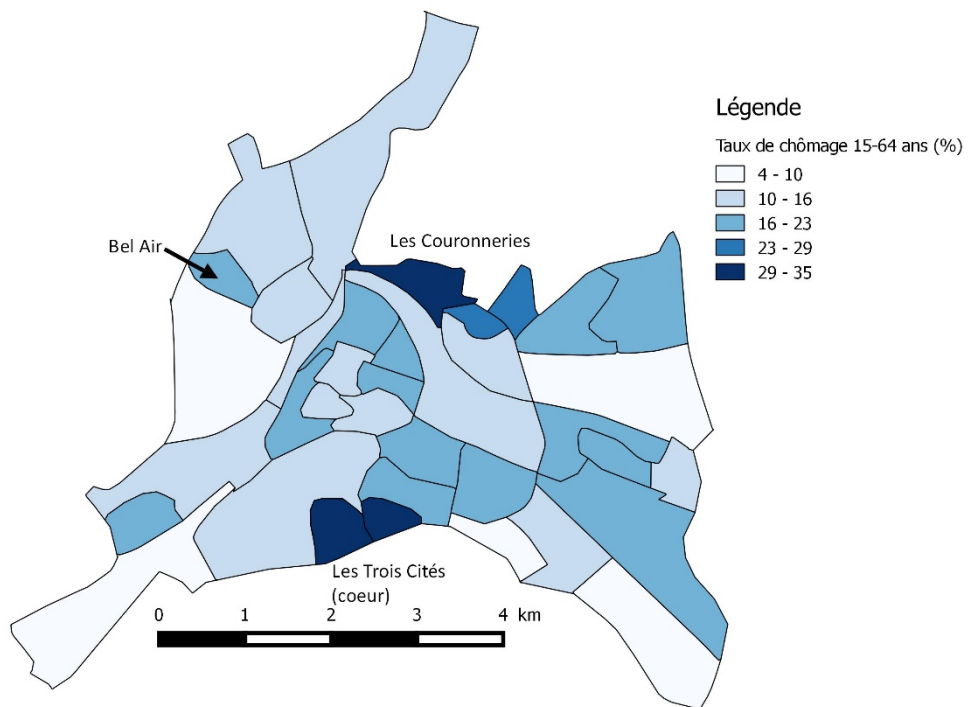 Légende
Taux de chômage 15-64 ans (%)
4 - 10
10 - 16
16 - 23
23 - 29
29 - 35
Bel Air
Les Couronneries
Les Trois Cités
(coeur)
0 1 2 3 4 km